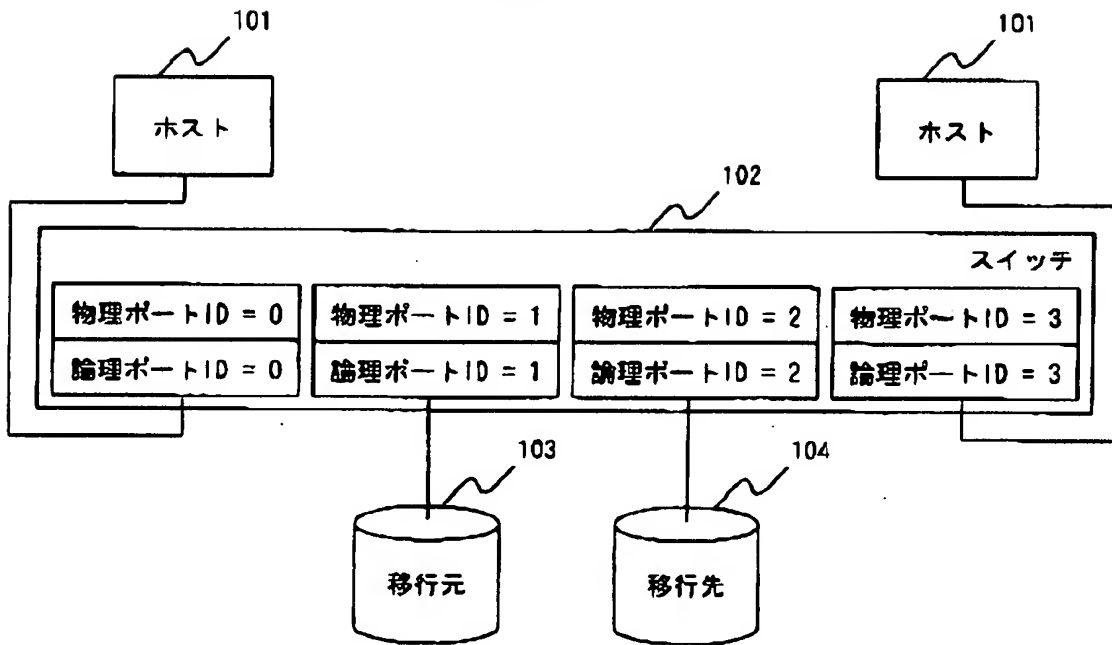 101
101
ホスト
ホスト
102
スイッチ
物理ポートID = 0
物理ポートID = 1
物理ポートID = 2
物理ポートID = 3
論理ポートID = 0
論理ポートID = 1
論理ポートID = 2
論理ポートID = 3
103
104
移行元
移行先